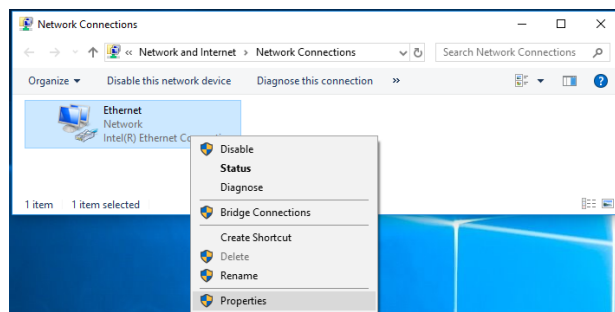 Network Connections
« Network and Internet › Network Connections
Search Network Connections
Organize
Disable this network device
Diagnose this connection
»
Ethernet
Network
Intel(R) Ethernet
Disable
Status
Diagnose
Bridge Connections
Create Shortcut
Delete
Rename
Properties
1 item
1 item selected